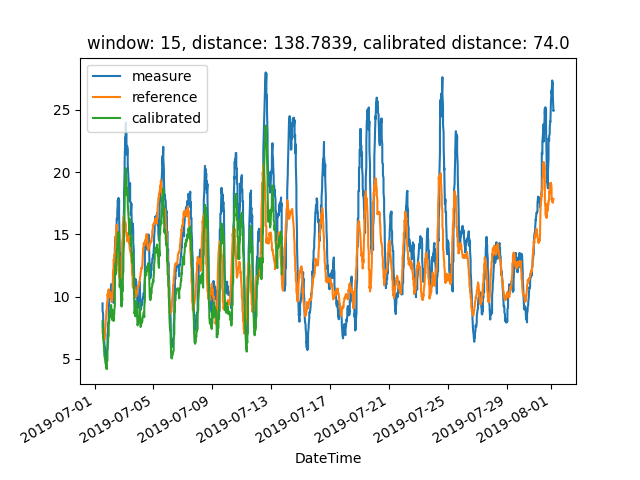 window: 15, distance: 138.7839, calibrated distance: 74.0
measure
reference
calibrated
25
20
15
10
5
2019-07-01
2019-07-05
2019-07-09
2019-07-13
2019-07-17
2019-07-21
2019-07-25
2019-07-29
2019-08-01
DateTime